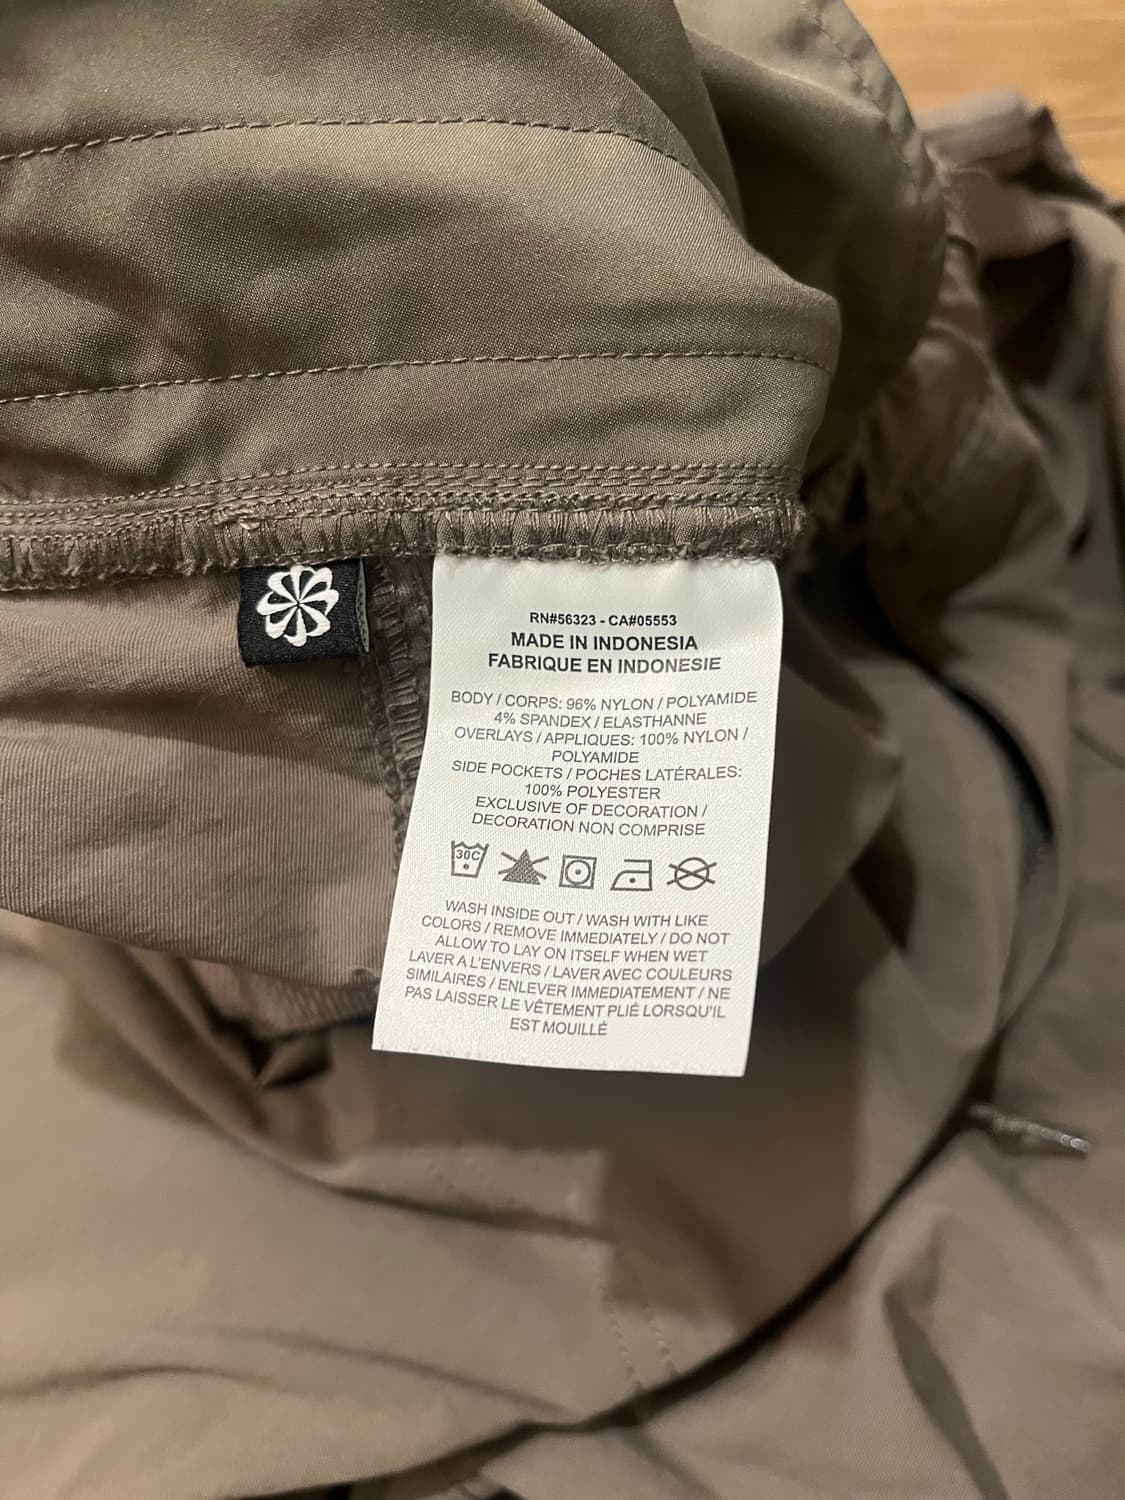 RN#56323 - CA#05553
MADE IN INDONESIA
FABRIQUE EN INDONESIE
BODY / CORPS: 96% NYLON / POLYAMIDE
4% SPANDEX / ELASTHANNE
OVERLAYS / APPLIQUES: 100% NYLON /
POLYAMIDE
SIDE POCKETS / POCHES LATÉRALES:
100% POLYESTER
EXCLUSIVE OF DECORATION /
DECORATION NON COMPRISE
30C
WASH INSIDE OUT / WASH WITH LIKE
COLORS / REMOVE IMMEDIATELY / DO NOT
ALLOW TO LAY ON ITSELF WHEN WET
LAVER A L'ENVERS / LAVER AVEC COULEURS
SIMILAIRES / ENLEVER IMMEDIATEMENT / NE
PAS LAISSER LE VÊTEMENT PLIÉ LORSQU'IL
EST MOUILLÉ